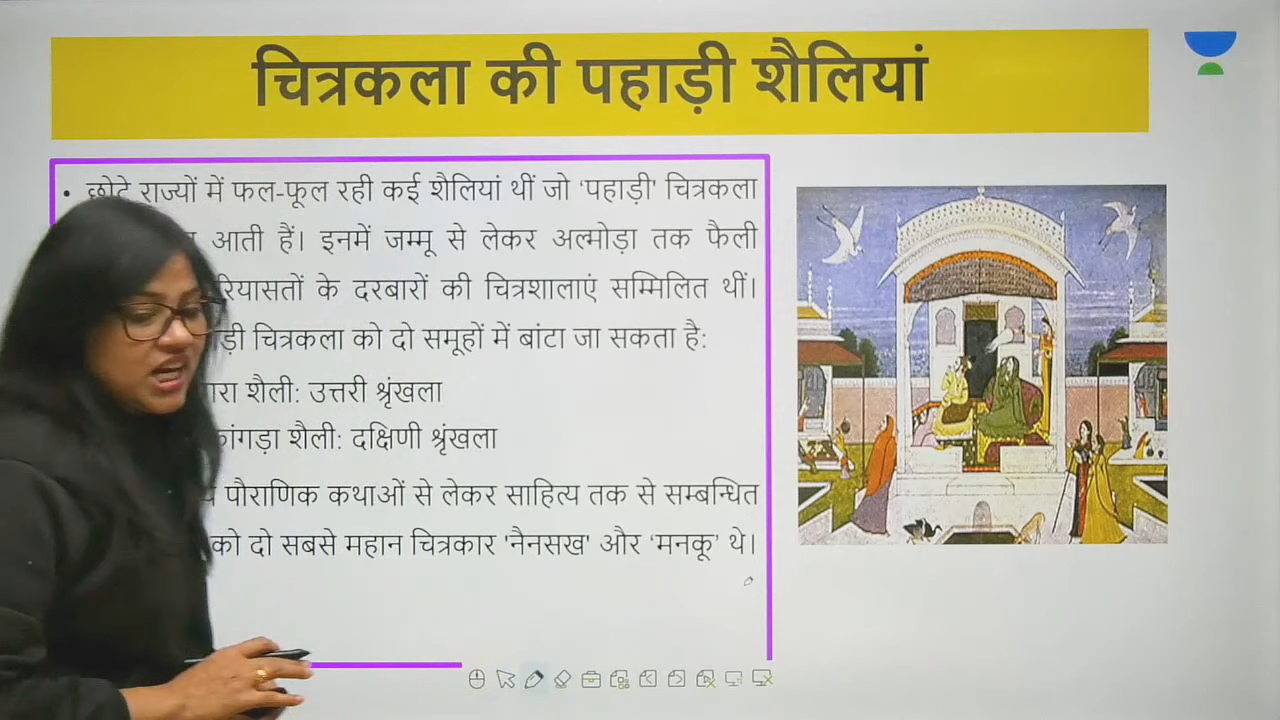 चित्रकला की पहाड़ी शैलियां
• छोटे राज्यों में फल-फूल रही कई शैलियां थीं जो 'पहाड़ी' चित्रकला
आती हैं। इनमें जम्मू से लेकर अल्मोड़ा तक फैली
रियासतों के दरबारों की चित्रशालाएं सम्मिलित थीं।
चित्रकला को दो समूहों में बांटा जा सकता है:
शैली: उत्तरी श्रृंखला
कांगड़ा शैली: दक्षिणी श्रृंखला
पौराणिक कथाओं से लेकर साहित्य तक से सम्बन्धित
को दो सबसे महान चित्रकार 'नैनसख' और 'मनकू' थे।